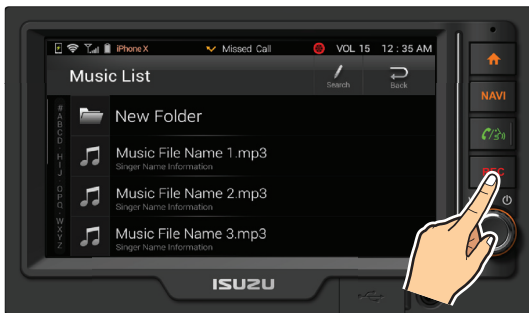 iPhone X Missed Call VOL 15 12 : 35 AM
Music List Search Back
NAVI
#
A
B
C
D
H
I
J
O
P
Q
W
X
Y
Z
New Folder
Music File Name 1.mp3
Singer Name Information
Music File Name 2.mp3
Singer Name Information
Music File Name 3.mp3
Singer Name Information
REC
ISUZU